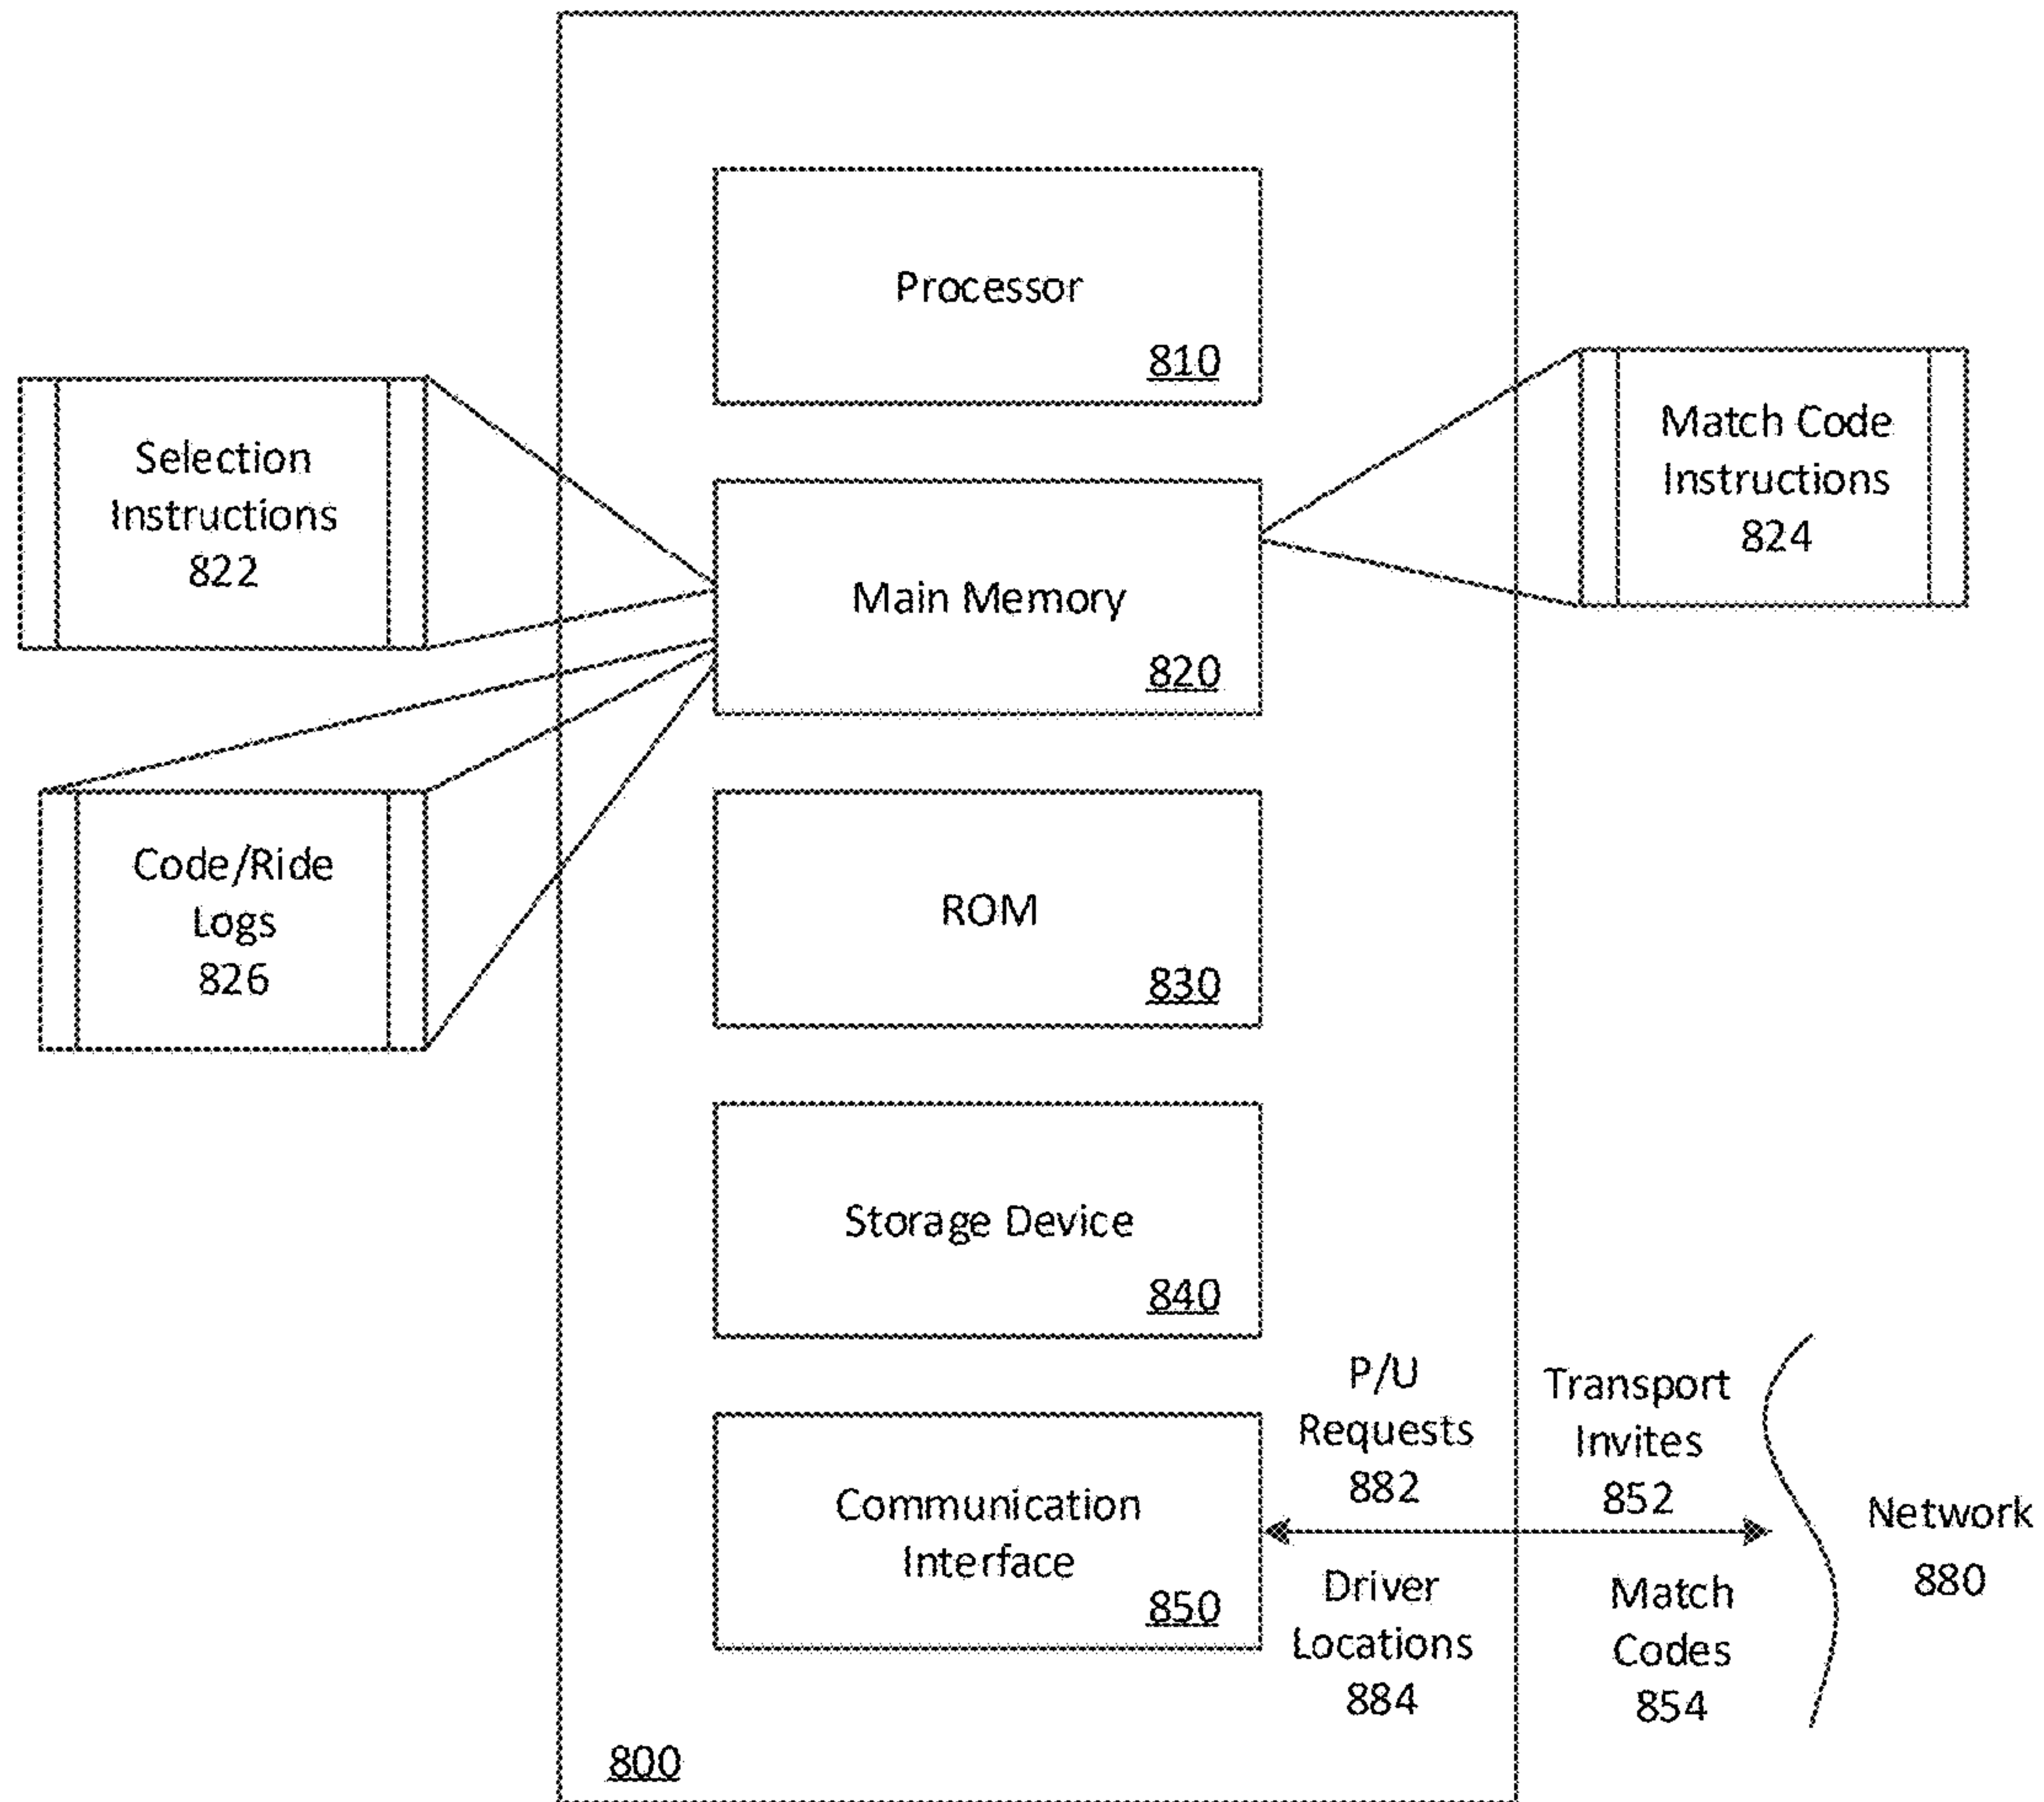 Processor
810
Selection
Instructions
822
Match Code
Instructions
824
Main Memory
820
Code/Ride
Logs
826
ROM
830
Storage Device
840
Communication
Interface
850
P/U
Requests
882
Transport
Invites
852
Driver
Locations
884
Match
Codes
854
Network
880
800